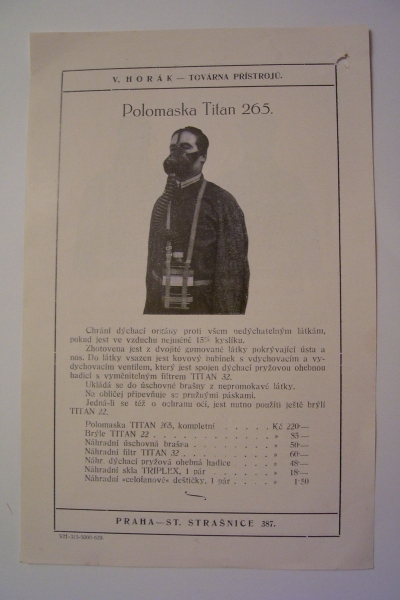 V. HORÁK — TOVÁRNA PŘÍSTROJŮ.
Polomaska Titan 265.
Chrání dýchací orgány proti všem nedýchatelným látkám,
pokud jest ve vzduchu nejméně 15% kyslíku.
Zhotovena jest z dvojité gumované látky pokrývající ústa a
nos. Do látky vsazen jest kovový bubínek s vdychovacím a vy-
dychovacím ventilem, který jest spojen dýchací pryžovou ohebnou
hadicí s vyměnitelným filtrem TITAN 32.
Ukládá se do úschovné brašny z nepromokavé látky.
Na obličej připevňuje se pružnými páskami.
Jedná-li se též o ochranu očí, jest nutno použíti ještě brýlí
TITAN 22.
Polomaska TITAN 265, kompletní . . . . . Kč 220·—
Brýle TITAN 22 . . . . . . . . . . . . . » 85·—
Náhradní úschovná brašna . . . . . . . . » 50·—
Náhradní filtr TITAN 32 . . . . . . . . . » 60·—
Náhr. dýchací pryžová ohebná hadice . . . » 48·—
Náhradní skla TRIPLEX, 1 pár . . . . . . » 18·—
Náhradní »celofanové« destičky, 1 pár . . . » 1·50
PRAHA—ST. STRAŠNICE 387.